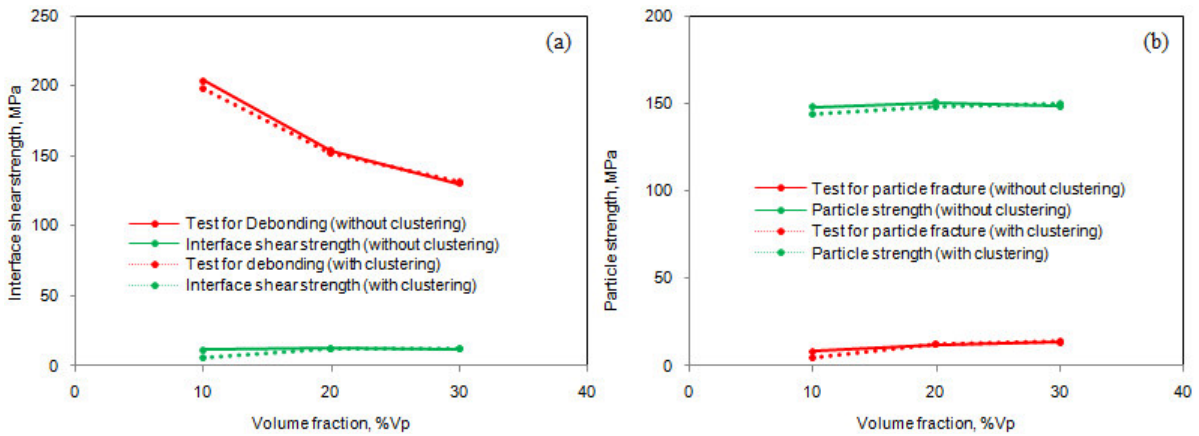 250
200
150
100
50
0
0
10
20
30
40
Interface shear strength, MPa
Volume fraction, %Vp
(a)
Test for Debonding (without clustering)
Interface shear strength (without clustering)
Test for debonding (with clustering)
Interface shear strength (with clustering)
200
150
100
50
0
0
10
20
30
40
Particle strength, MPa
Volume fraction, %Vp
(b)
Test for particle fracture (without clustering)
Particle strength (without clustering)
Test for particle fracture (with clustering)
Particle strength (with clustering)